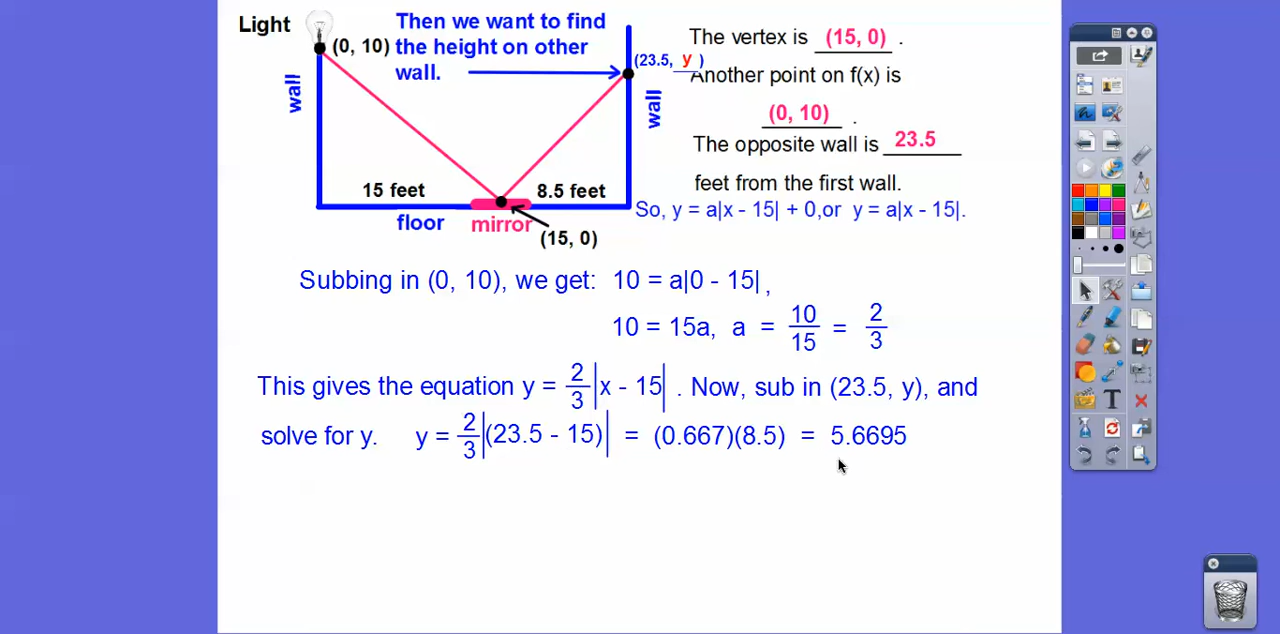 Light
(0, 10)
Then we want to find
the height on other
wall.
wall
(23.5, y )
wall
15 feet
8.5 feet
floor
mirror
(15, 0)
The vertex is (15, 0) .
Another point on f(x) is
(0, 10) .
The opposite wall is 23.5
feet from the first wall.
So, y = a|x - 15| + 0,or y = a|x - 15|.
Subbing in (0, 10), we get: 10 = a|0 - 15| ,
10 = 15a, a = 10/15 = 2/3
This gives the equation y = 2/3 |x - 15| . Now, sub in (23.5, y), and
solve for y. y = 2/3 |(23.5 - 15)| = (0.667)(8.5) = 5.6695
T